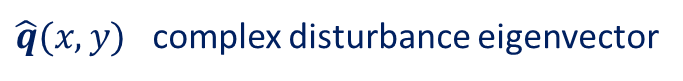 q̂(x, y) complex disturbance eigenvector